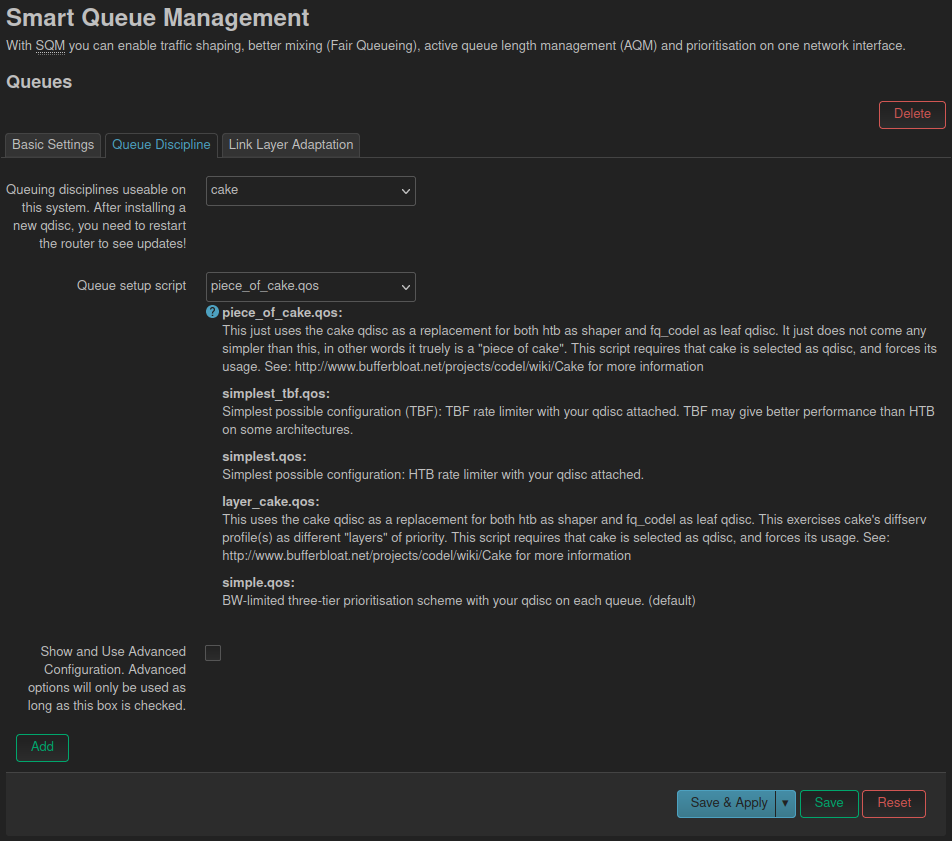 Smart Queue Management
With SQM you can enable traffic shaping, better mixing (Fair Queueing), active queue length management (AQM) and prioritisation on one network interface.
Queues
Delete
Basic Settings
Queue Discipline
Link Layer Adaptation
Queuing disciplines useable on
this system. After installing a
new qdisc, you need to restart
the router to see updates!
cake
Queue setup script
piece_of_cake.qos
piece_of_cake.qos:
This just uses the cake qdisc as a replacement for both htb as shaper and fq_codel as leaf qdisc. It just does not come any
simpler than this, in other words it truely is a "piece of cake". This script requires that cake is selected as qdisc, and forces its
usage. See: http://www.bufferbloat.net/projects/codel/wiki/Cake for more information
simplest_tbf.qos:
Simplest possible configuration (TBF): TBF rate limiter with your qdisc attached. TBF may give better performance than HTB
on some architectures.
simplest.qos:
Simplest possible configuration: HTB rate limiter with your qdisc attached.
layer_cake.qos:
This uses the cake qdisc as a replacement for both htb as shaper and fq_codel as leaf qdisc. This exercises cake's diffserv
profile(s) as different "layers" of priority. This script requires that cake is selected as qdisc, and forces its usage. See:
http://www.bufferbloat.net/projects/codel/wiki/Cake for more information
simple.qos:
BW-limited three-tier prioritisation scheme with your qdisc on each queue. (default)
Show and Use Advanced
Configuration. Advanced
options will only be used as
long as this box is checked.
Add
Save & Apply
Save
Reset